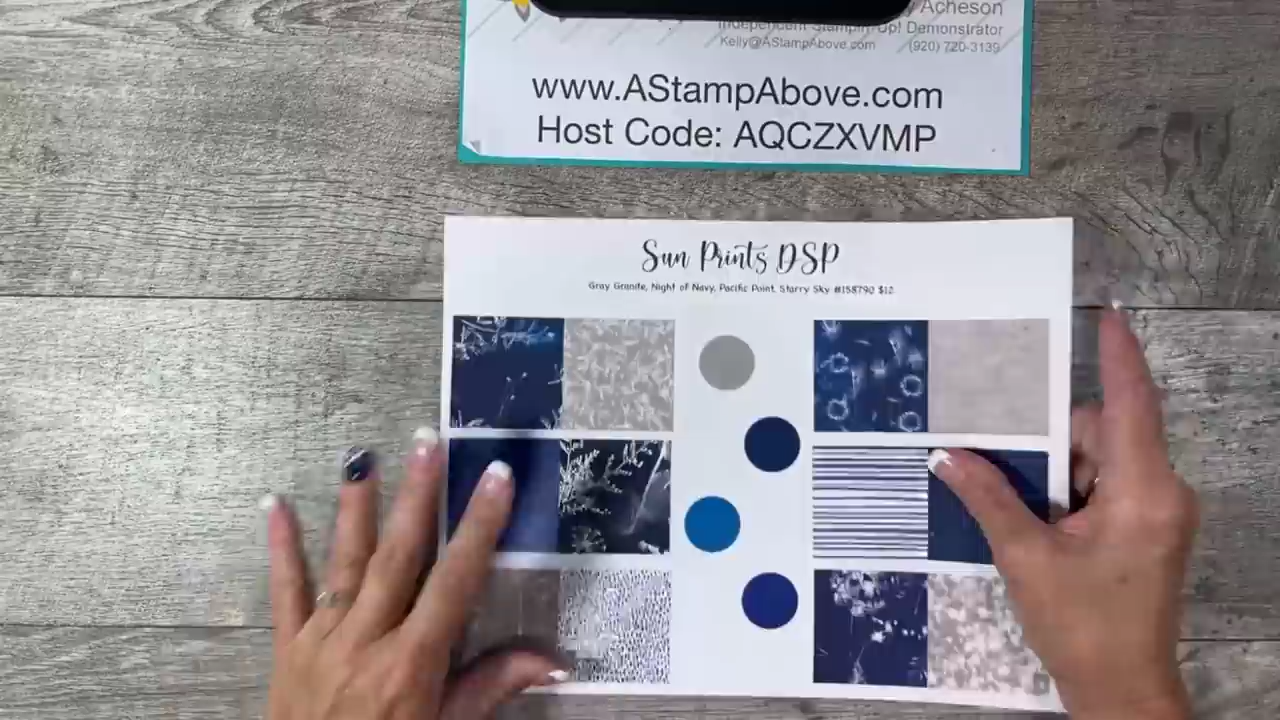 Acheson
Independent Stampin' Up! Demonstrator
Kelly@AStampAbove.com (920) 720-3139
www.AStampAbove.com
Host Code: AQCZXVMP
Sun Prints DSP
Gray Granite, Night of Navy, Pacific Point, Starry Sky #158790 $12